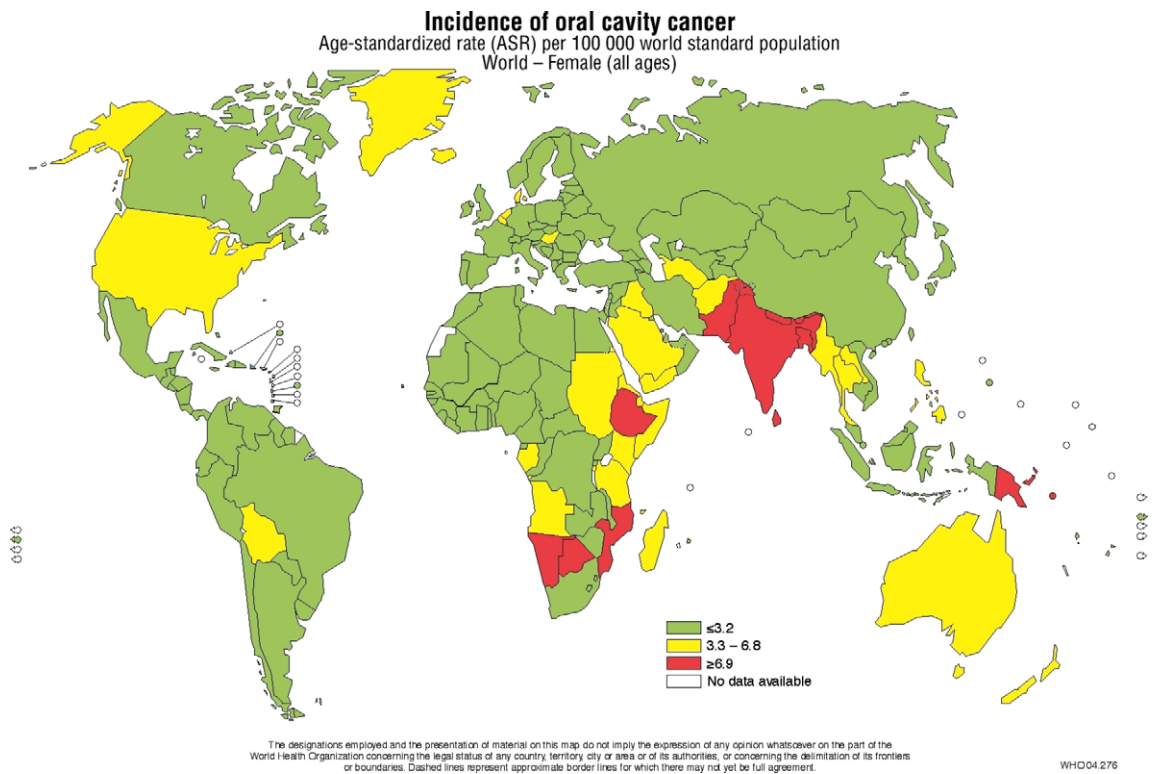 Incidence of oral cavity cancer
Age-standardized rate (ASR) per 100 000 world standard population
World – Female (all ages)
≤3.2
3.3 – 6.8
≥6.9
No data available
The designations employed and the presentation of material on this map do not imply the expression of any opinion whatsoever on the part of the
World Health Organization concerning the legal status of any country, territory, city or area or of its authorities, or concerning the delimitation of its frontiers
or boundaries. Dashed lines represent approximate border lines for which there may not yet be full agreement.
WHO 04.276